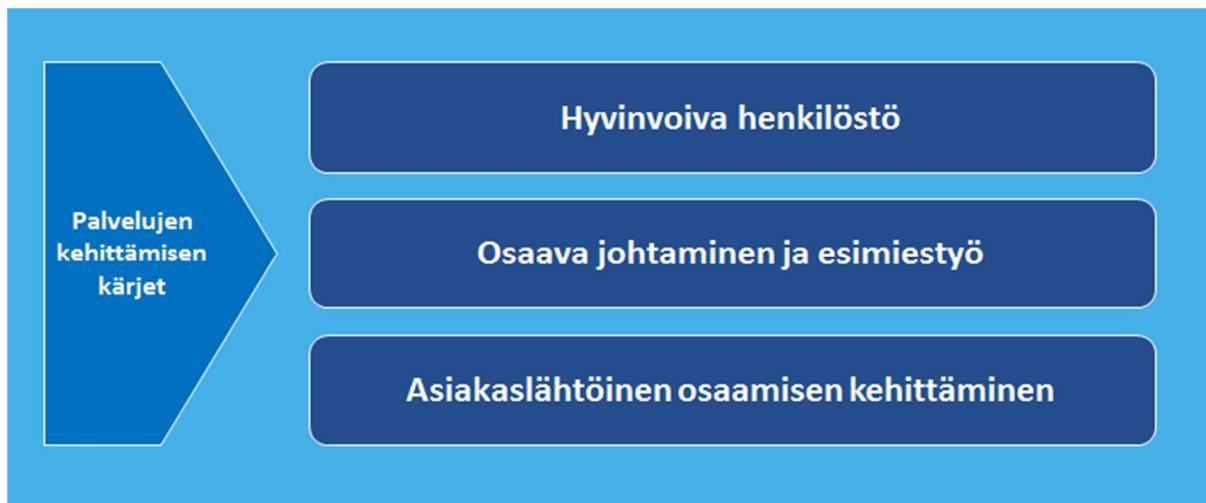 Palvelujen
kehittämisen
kärjet
Hyvinvoiva henkilöstö
Osaava johtaminen ja esimiestyö
Asiakaslähtöinen osaamisen kehittäminen